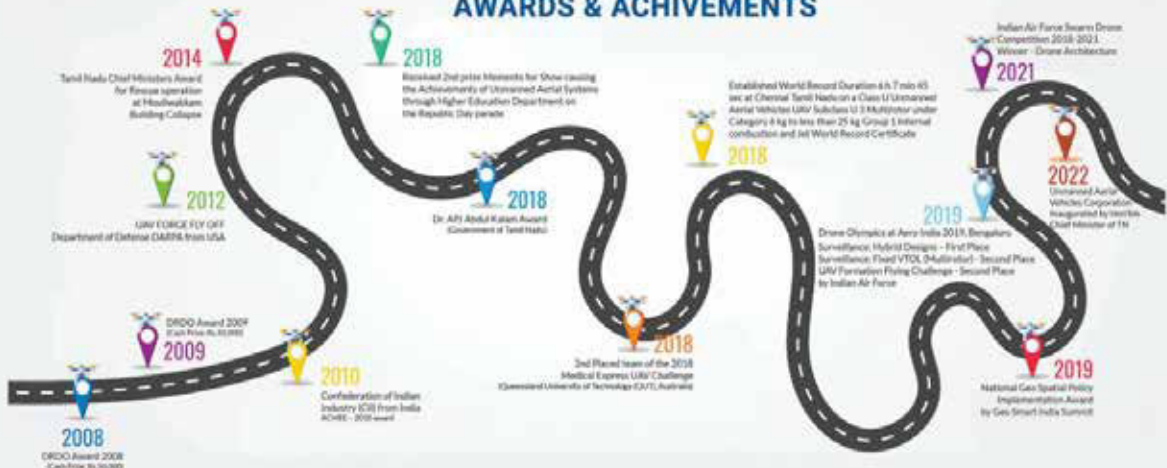 AWARDS & ACHIVEMENTS
2008
DRDO Award 2008
2009
DRDO Award 2009
2010
Confederation of Indian
Industry (CII) from India
2012
UAV FORGE FLY OFF
Department of Defense DARPA from USA
2014
Tamil Nadu Chief Ministers Award
for Rescue operation
at Moulivakkam
Building Collapse
2018
Received 2nd prize Memento for Show causing
the Achievements of Unmanned Aerial Systems
through Higher Education Department on
the Republic Day parade
2018
Dr. APJ Abdul Kalam Award
(Government of Tamil Nadu)
2018
2nd Placed team of the 2018
Medical Express UAV Challenge
(Queensland University of Technology (QUT), Australia)
Established World Record Duration 6 h 7 min 45
sec at Chennai Tamil Nadu on a Class U Unmanned
Aerial Vehicles UAV Subclass U 3 Multirotor under
Category 6 kg to less than 25 kg Group 1 Internal
combustion and Jet World Record Certificate
2018
2019
Drone Olympics at Aero India 2019, Bengaluru
Surveillance: Hybrid Designs - First Place
Surveillance: Fixed VTOL (Multirotor) - Second Place
UAV Formation Flying Challenge - Second Place
by Indian Air Force
2019
National Geo Spatial Policy
Implementation Award
by Geo Smart India Summit
Indian Air Force Swarm Drone
Competition 2018-2021
Winner - Drone Architecture
2021
2022
Unmanned Aerial
Vehicles Corporation
Inaugurated by Hon'ble
Chief Minister of TN